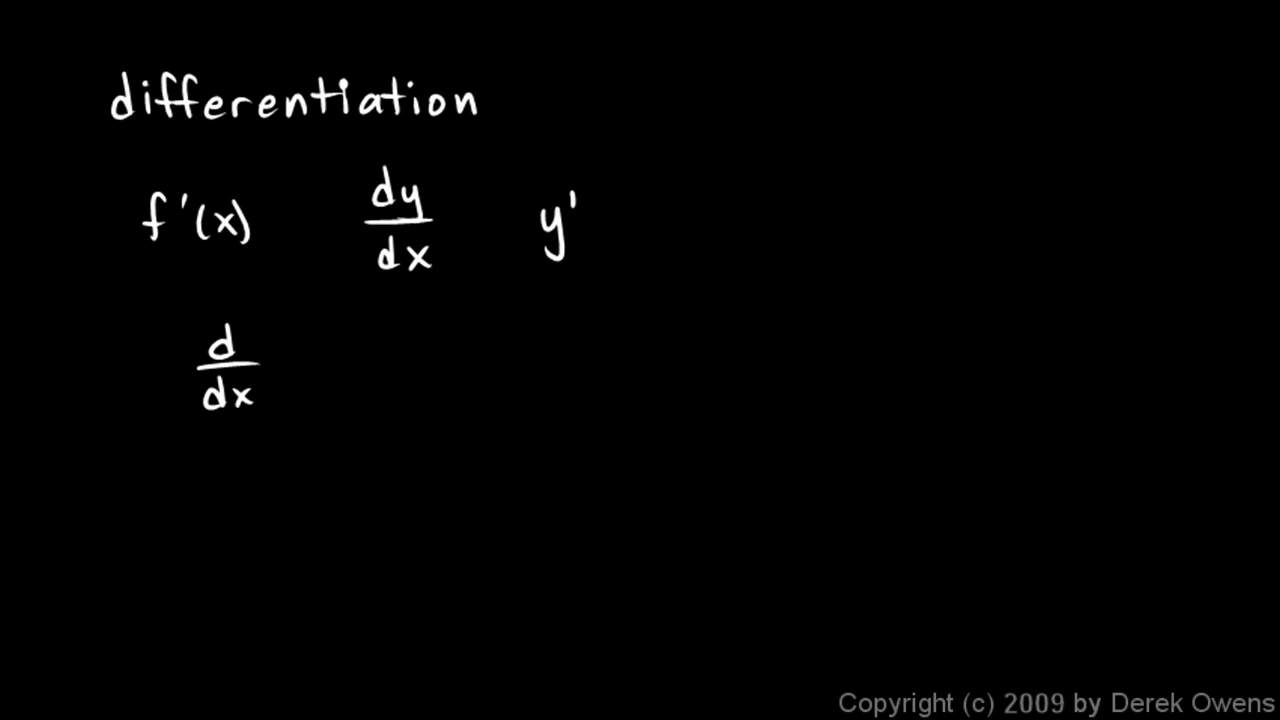 differentiation
f'(x) dy/dx y'
d/dx
Copyright (c) 2009 by Derek Owens